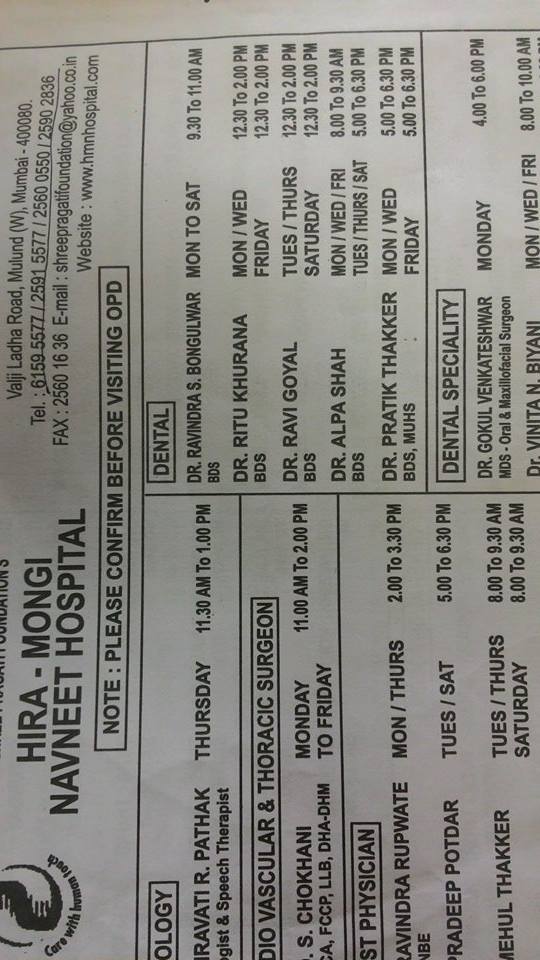 HIRA - MONGI
NAVNEET HOSPITAL
Care with human touch
Valji Ladha Road, Mulund (W), Mumbai - 400080.
Tel. : 6159-5577 / 2591 5577 / 2560 0550 / 2590 2836
FAX : 2560 16 36 E-mail : shreepragatifoundation@yahoo.co.in
Website : www.hmnhospital.com
NOTE : PLEASE CONFIRM BEFORE VISITING OPD
OLOGY
IRAVATI R. PATHAK THURSDAY 11.30 AM To 1.00 PM
ogist & Speech Therapist
DIO VASCULAR & THORACIC SURGEON
. S. CHOKHANI MONDAY 11.00 AM To 2.00 PM
CA, FCCP, LLB, DHA-DHM TO FRIDAY
ST PHYSICIAN
RAVINDRA RUPWATE MON / THURS 2.00 To 3.30 PM
NBE
PRADEEP POTDAR TUES / SAT 5.00 To 6.30 PM
MEHUL THAKKER TUES / THURS 8.00 To 9.30 AM
SATURDAY 8.00 To 9.30 AM
DENTAL
DR. RAVINDRA S. BONGULWAR MON TO SAT 9.30 To 11.00 AM
BDS
DR. RITU KHURANA MON / WED 12.30 To 2.00 PM
BDS FRIDAY 12.30 To 2.00 PM
DR. RAVI GOYAL TUES / THURS 12.30 To 2.00 PM
BDS SATURDAY 12.30 To 2.00 PM
DR. ALPA SHAH MON / WED / FRI 8.00 To 9.30 AM
BDS TUES / THURS / SAT 5.00 To 6.30 PM
DR. PRATIK THAKKER MON / WED 5.00 To 6.30 PM
BDS, MUHS FRIDAY 5.00 To 6.30 PM
DENTAL SPECIALITY
DR. GOKUL VENKATESHWAR MONDAY 4.00 To 6.00 PM
MDS - Oral & Maxillofacial Surgeon
Dr. VINITA N. BIYANI MON / WED / FRI 8.00 To 10.00 AM